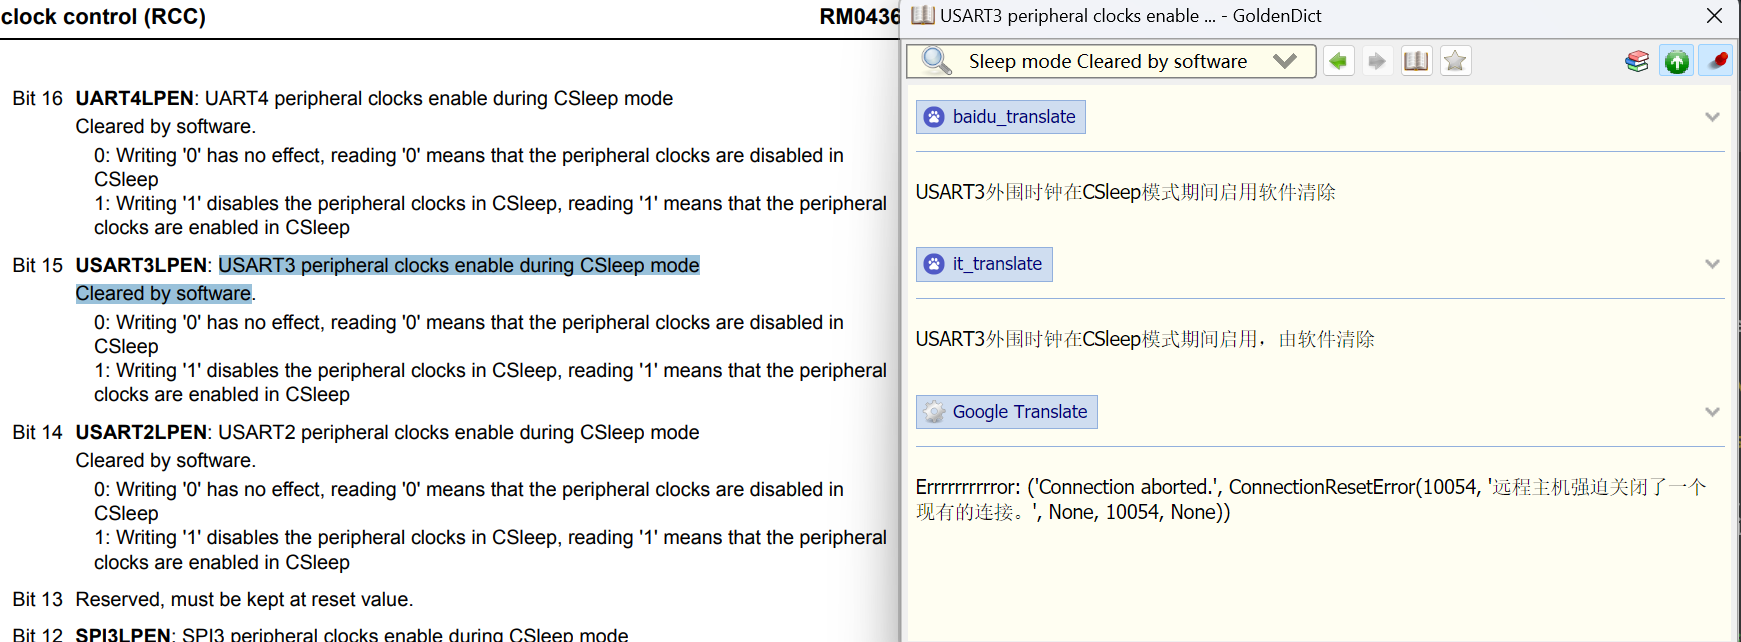 clock control (RCC)
RM0436
Bit 16 UART4LPEN: UART4 peripheral clocks enable during CSleep mode
Cleared by software.
0: Writing '0' has no effect, reading '0' means that the peripheral clocks are disabled in
CSleep
1: Writing '1' disables the peripheral clocks in CSleep, reading '1' means that the peripheral
clocks are enabled in CSleep
Bit 15 USART3LPEN: USART3 peripheral clocks enable during CSleep mode
Cleared by software.
0: Writing '0' has no effect, reading '0' means that the peripheral clocks are disabled in
CSleep
1: Writing '1' disables the peripheral clocks in CSleep, reading '1' means that the peripheral
clocks are enabled in CSleep
Bit 14 USART2LPEN: USART2 peripheral clocks enable during CSleep mode
Cleared by software.
0: Writing '0' has no effect, reading '0' means that the peripheral clocks are disabled in
CSleep
1: Writing '1' disables the peripheral clocks in CSleep, reading '1' means that the peripheral
clocks are enabled in CSleep
Bit 13 Reserved, must be kept at reset value.
Bit 12 SPI3LPEN: SPI3 peripheral clocks enable during CSleep mode
USART3 peripheral clocks enable ... - GoldenDict
Sleep mode Cleared by software
baidu_translate
USART3外围时钟在CSleep模式期间启用软件清除
it_translate
USART3外围时钟在CSleep模式期间启用，由软件清除
Google Translate
Errrrrrrrrror: ('Connection aborted.', ConnectionResetError(10054, '远程主机强迫关闭了一个
现有的连接。', None, 10054, None))